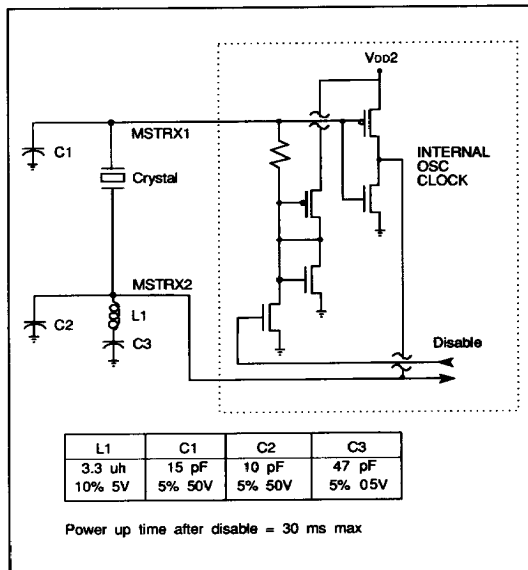 VDD2
MSTRX1
C1
Crystal
INTERNAL
OSC
CLOCK
MSTRX2
L1
C2
C3
Disable
L1 C1 C2 C3
3.3 uh 15 pF 10 pF 47 pF
10% 5V 5% 50V 5% 50V 5% 05V
Power up time after disable = 30 ms max